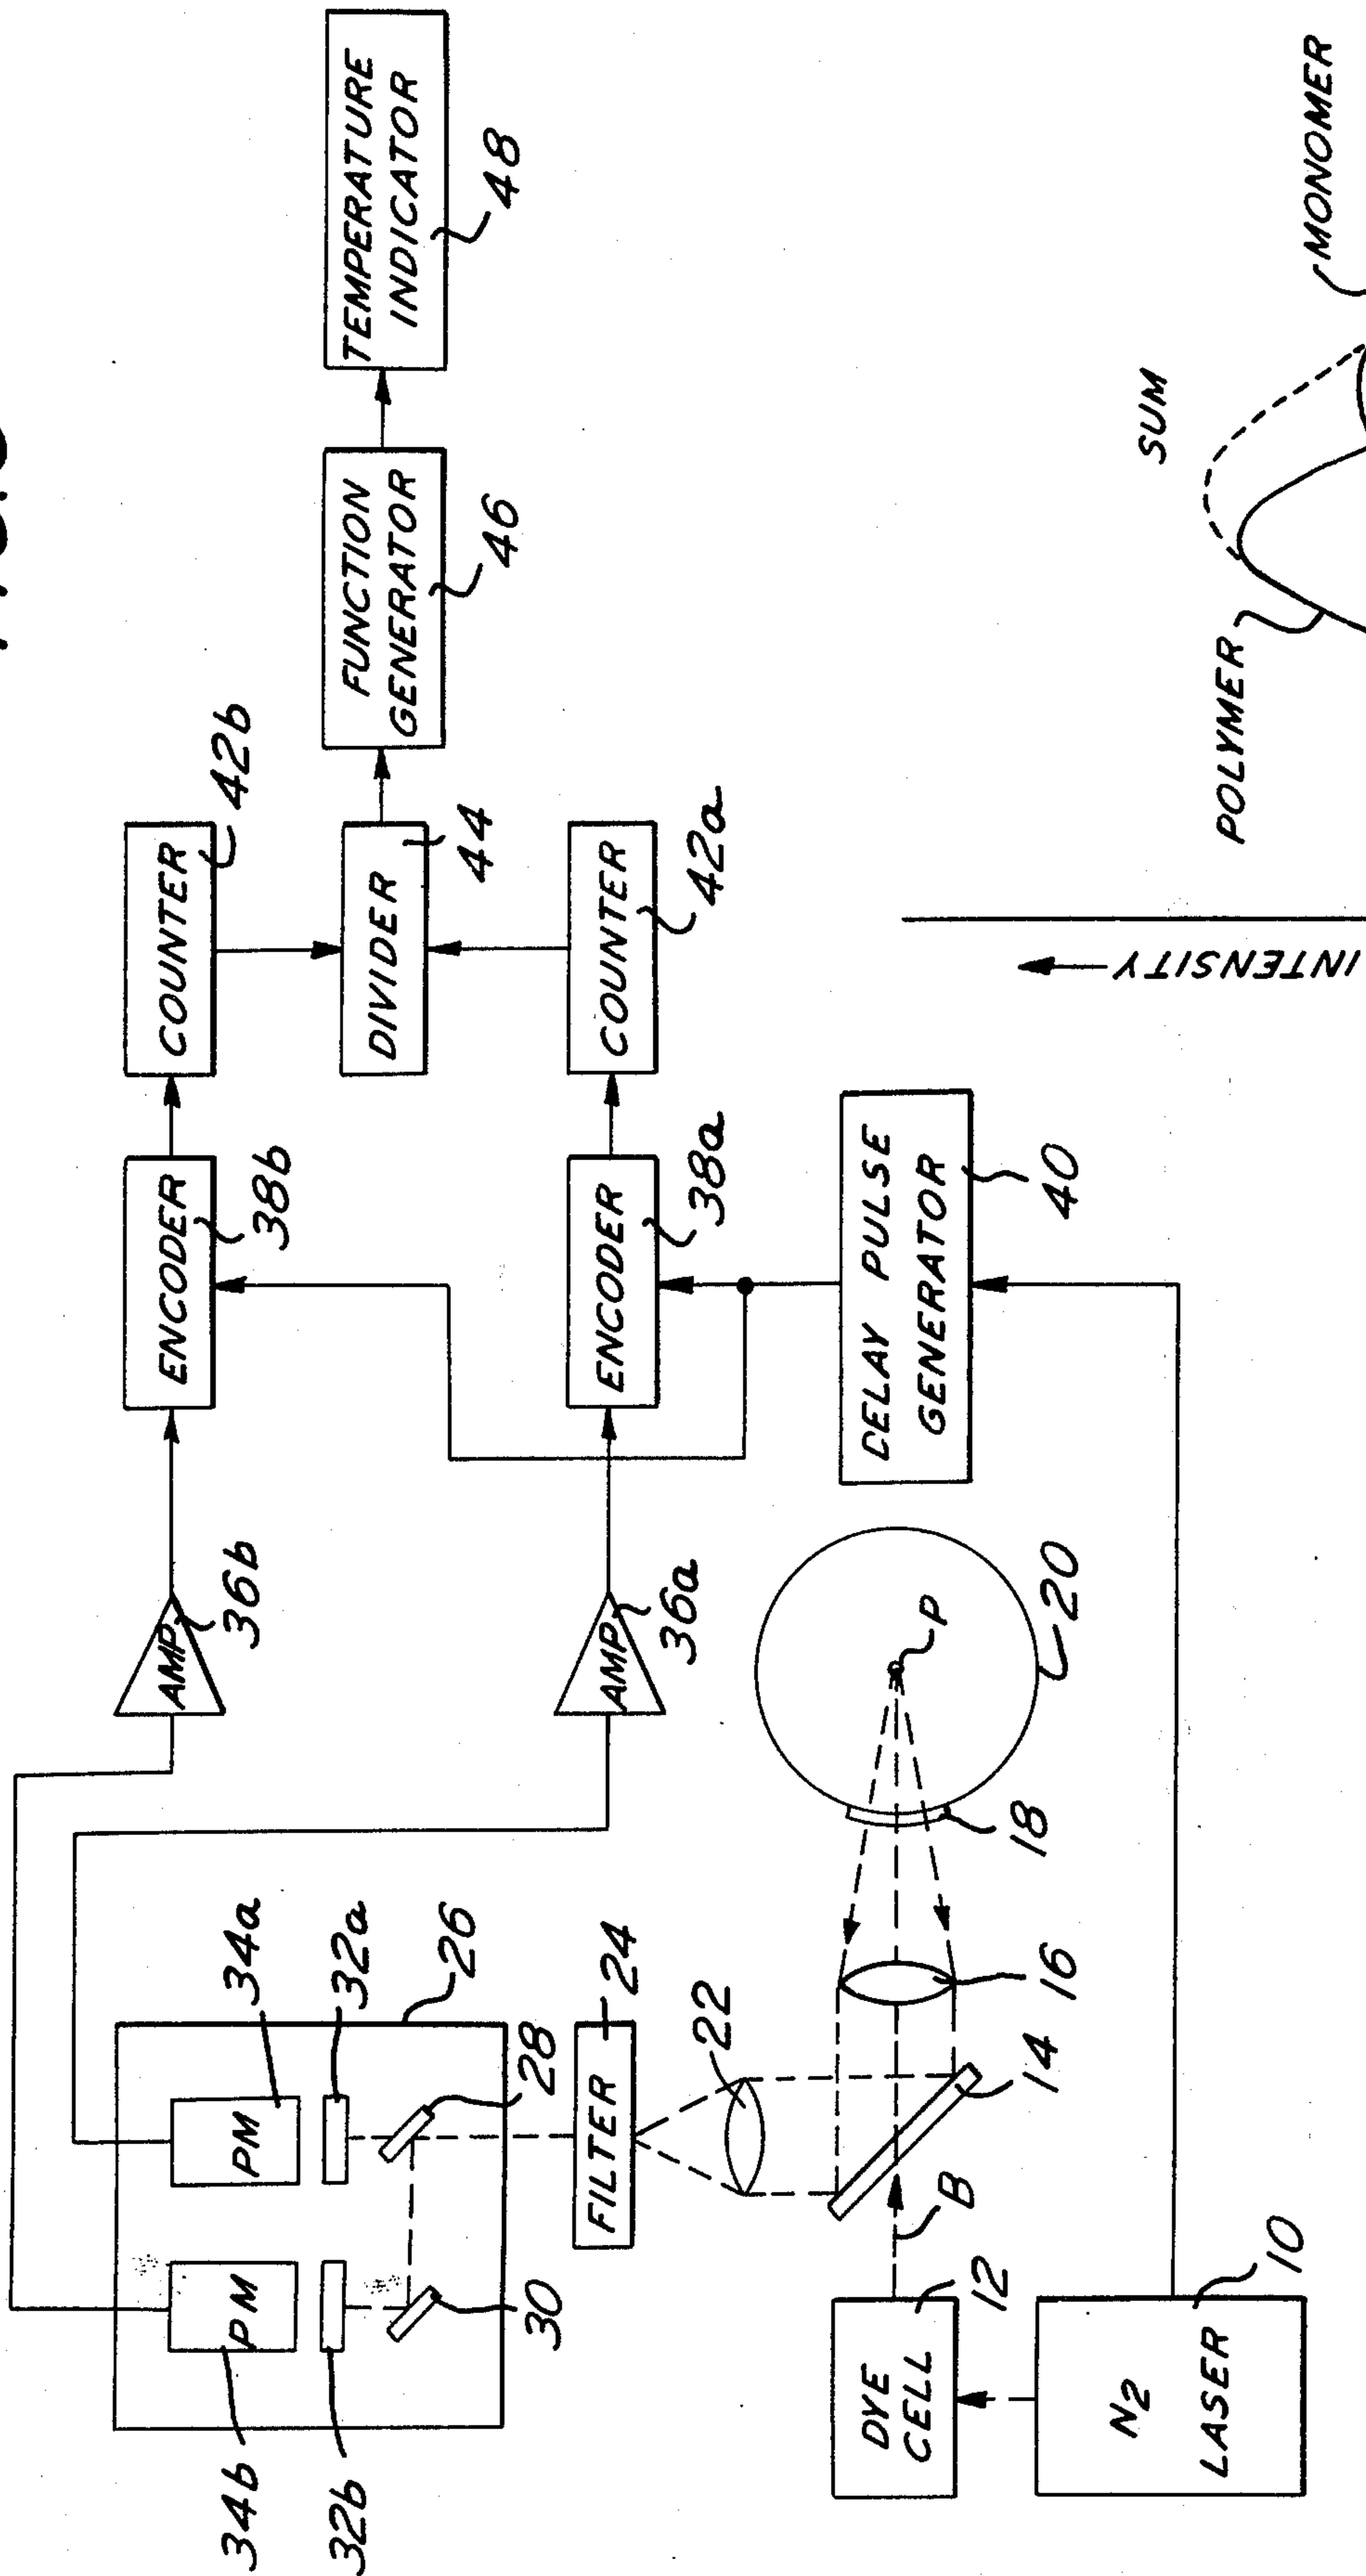 34b
PM
34a
PM
32b
32a
26
30
28
36b
AMP
36a
AMP
ENCODER
38b
ENCODER
38a
COUNTER
42b
DIVIDER
44
COUNTER
42a
FUNCTION
GENERATOR
46
TEMPERATURE
INDICATOR
48
FILTER
24
22
DYE
CELL
12
B
14
16
18
P
20
N2
LASER
10
DELAY PULSE
GENERATOR
40
INTENSITY
POLYMER
SUM
MONOMER